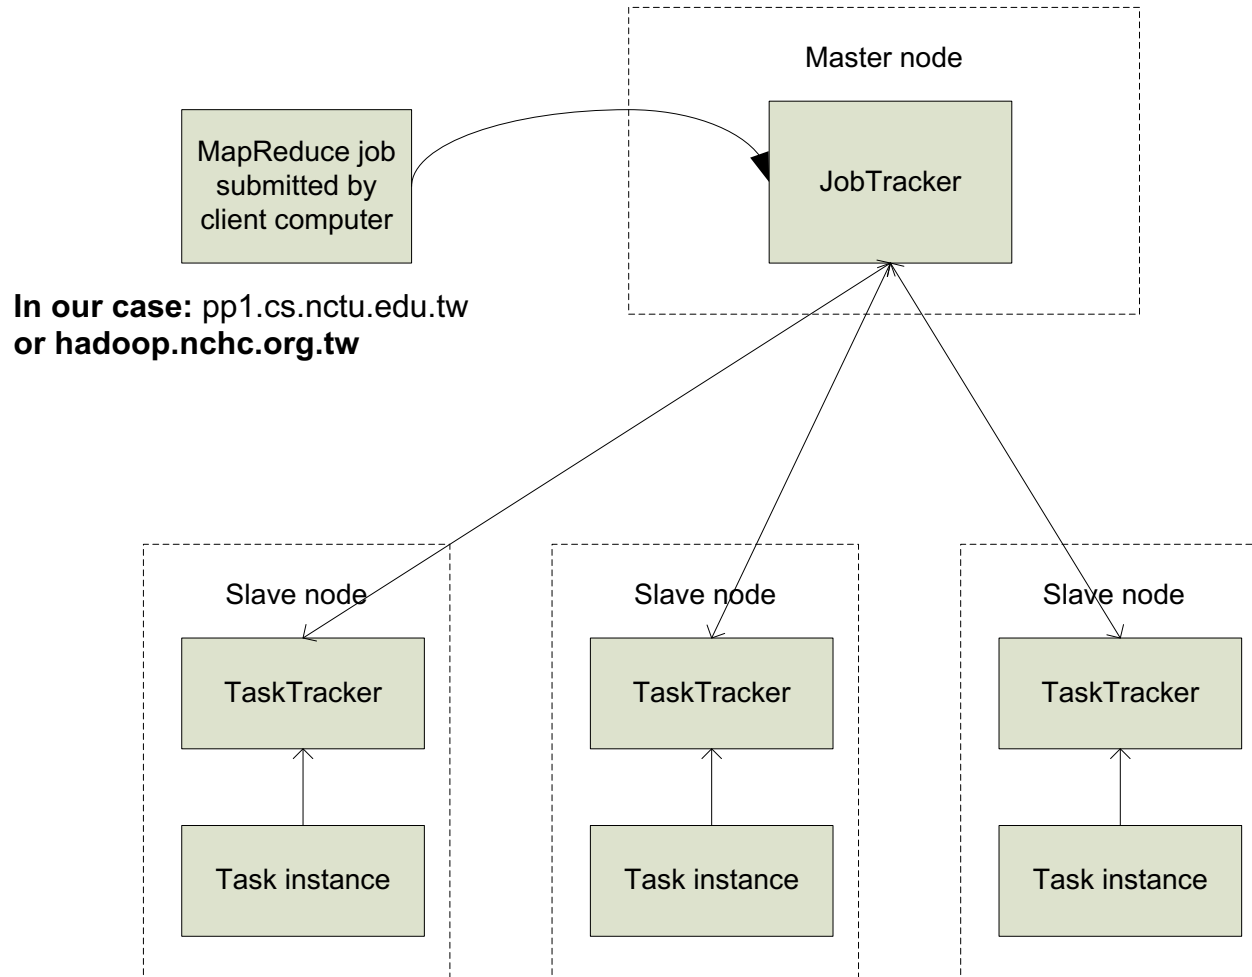 Master node
MapReduce job
submitted by
client computer
JobTracker
In our case: pp1.cs.nctu.edu.tw
or hadoop.nchc.org.tw
Slave node
Slave node
Slave node
TaskTracker
TaskTracker
TaskTracker
Task instance
Task instance
Task instance